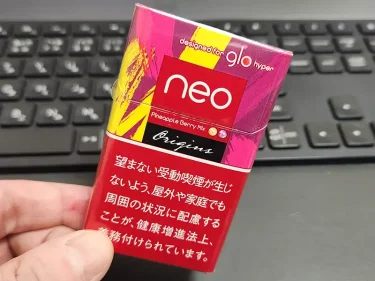 designed for glo hyper
neo
Pineapple Berry Mix
Origins
望まない受動喫煙が生じ
ないよう、屋外や家庭でも
周囲の状況に配慮する
ことが、健康増進法上、
義務付けられています。